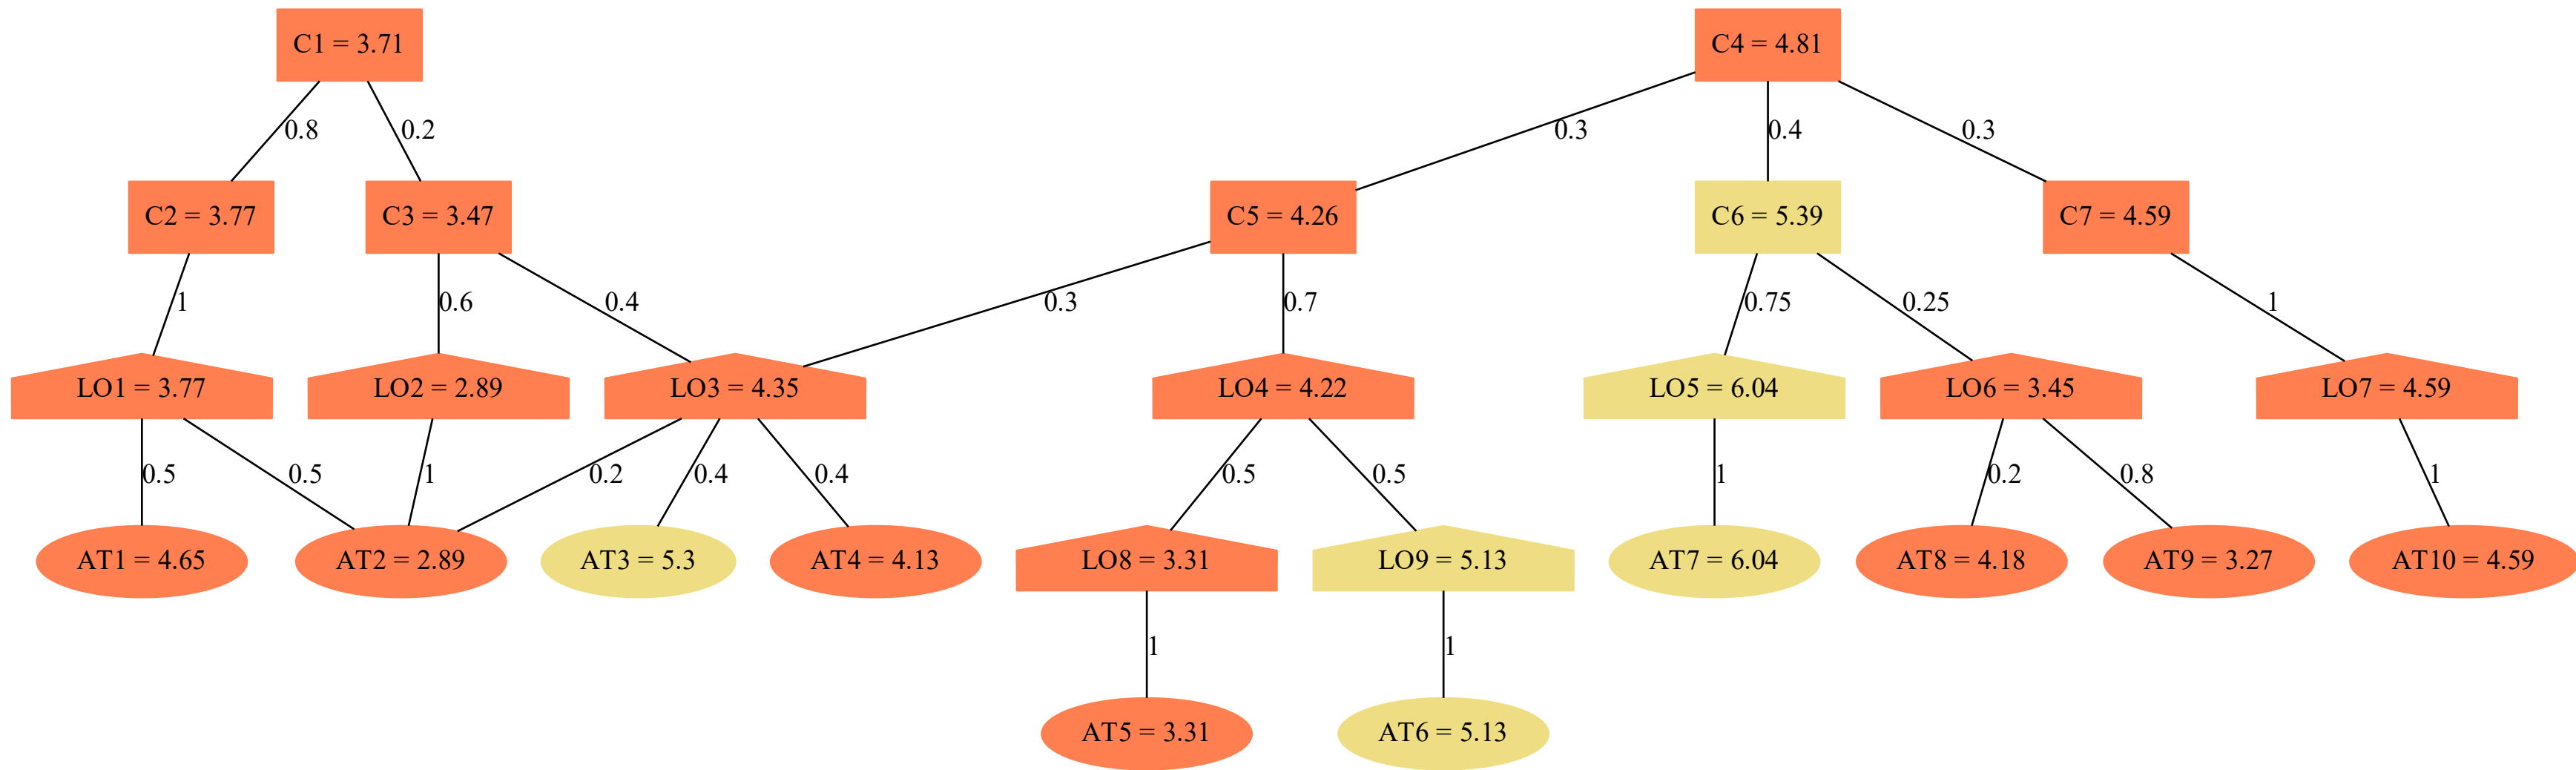 C1 = 3.71
C4 = 4.81
0.8
0.2
0.3
0.4
0.3
C2 = 3.77
C3 = 3.47
C5 = 4.26
C6 = 5.39
C7 = 4.59
1
0.6
0.4
0.3
0.7
0.75
0.25
1
LO1 = 3.77
LO2 = 2.89
LO3 = 4.35
LO4 = 4.22
LO5 = 6.04
LO6 = 3.45
LO7 = 4.59
0.5
0.5
1
0.2
0.4
0.4
0.5
0.5
1
0.2
0.8
1
AT1 = 4.65
AT2 = 2.89
AT3 = 5.3
AT4 = 4.13
LO8 = 3.31
LO9 = 5.13
AT7 = 6.04
AT8 = 4.18
AT9 = 3.27
AT10 = 4.59
1
1
AT5 = 3.31
AT6 = 5.13